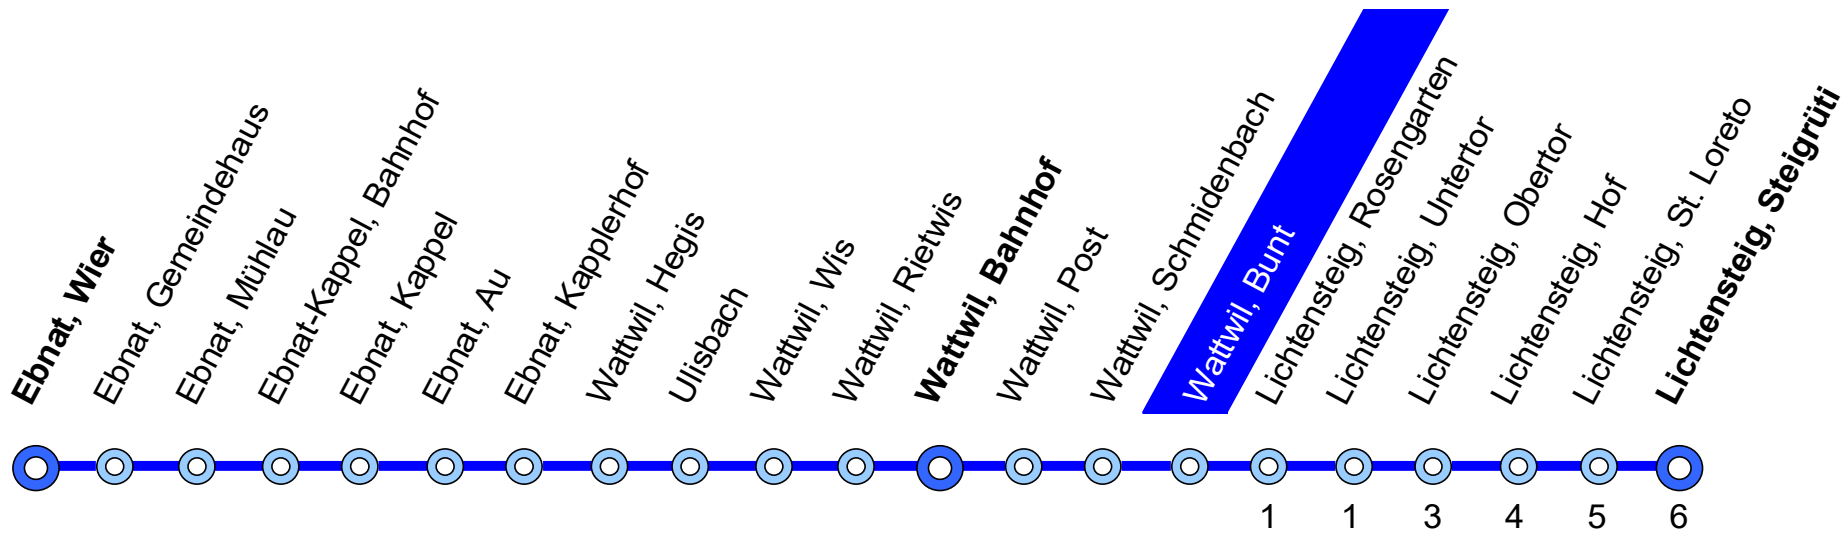 Ebnat, Wier
Ebnat, Gemeindehaus
Ebnat, Mühlau
Ebnat-Kappel, Bahnhof
Ebnat, Kappel
Ebnat, Au
Ebnat, Kapplerhof
Wattwil, Hegis
Ulisbach
Wattwil, Wis
Wattwil, Rietwis
Wattwil, Bahnhof
Wattwil, Post
Wattwil, Schmidenbach
Wattwil, Bunt
Lichtensteig, Rosengarten
Lichtensteig, Untertor
Lichtensteig, Obertor
Lichtensteig, Hof
Lichtensteig, St. Loreto
Lichtensteig, Steigrüti
1 1 3 4 5 6